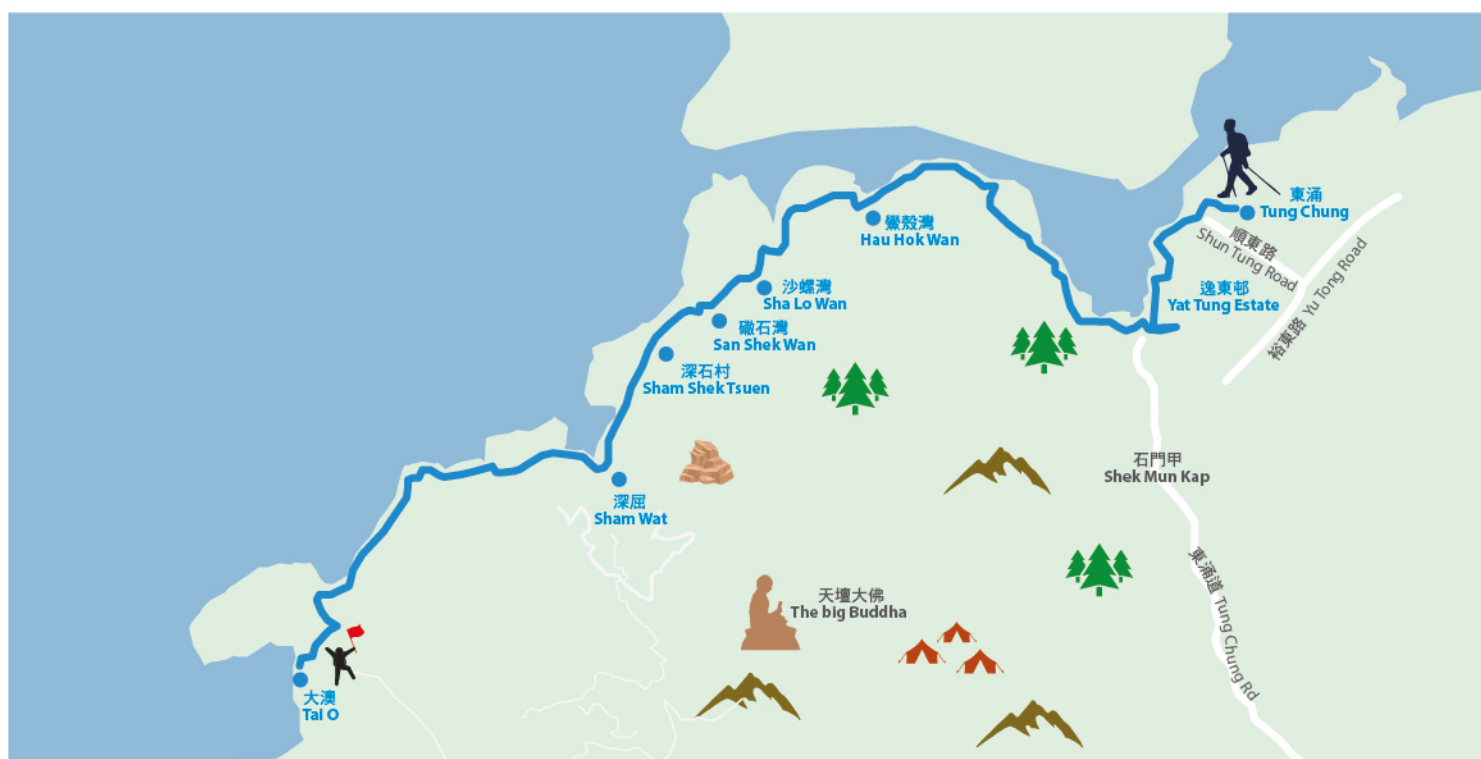 東涌
Tung Chung
順東路
Shun Tung Road
逸東邨
Yat Tung Estate
裕東路 Yu Tong Road
鱟殼灣
Hau Hok Wan
沙螺灣
Sha Lo Wan
䃟石灣
San Shek Wan
深石村
Sham Shek Tsuen
石門甲
Shek Mun Kap
深屈
Sham Wat
東涌道 Tung Chung Rd
天壇大佛
The big Buddha
大澳
Tai O